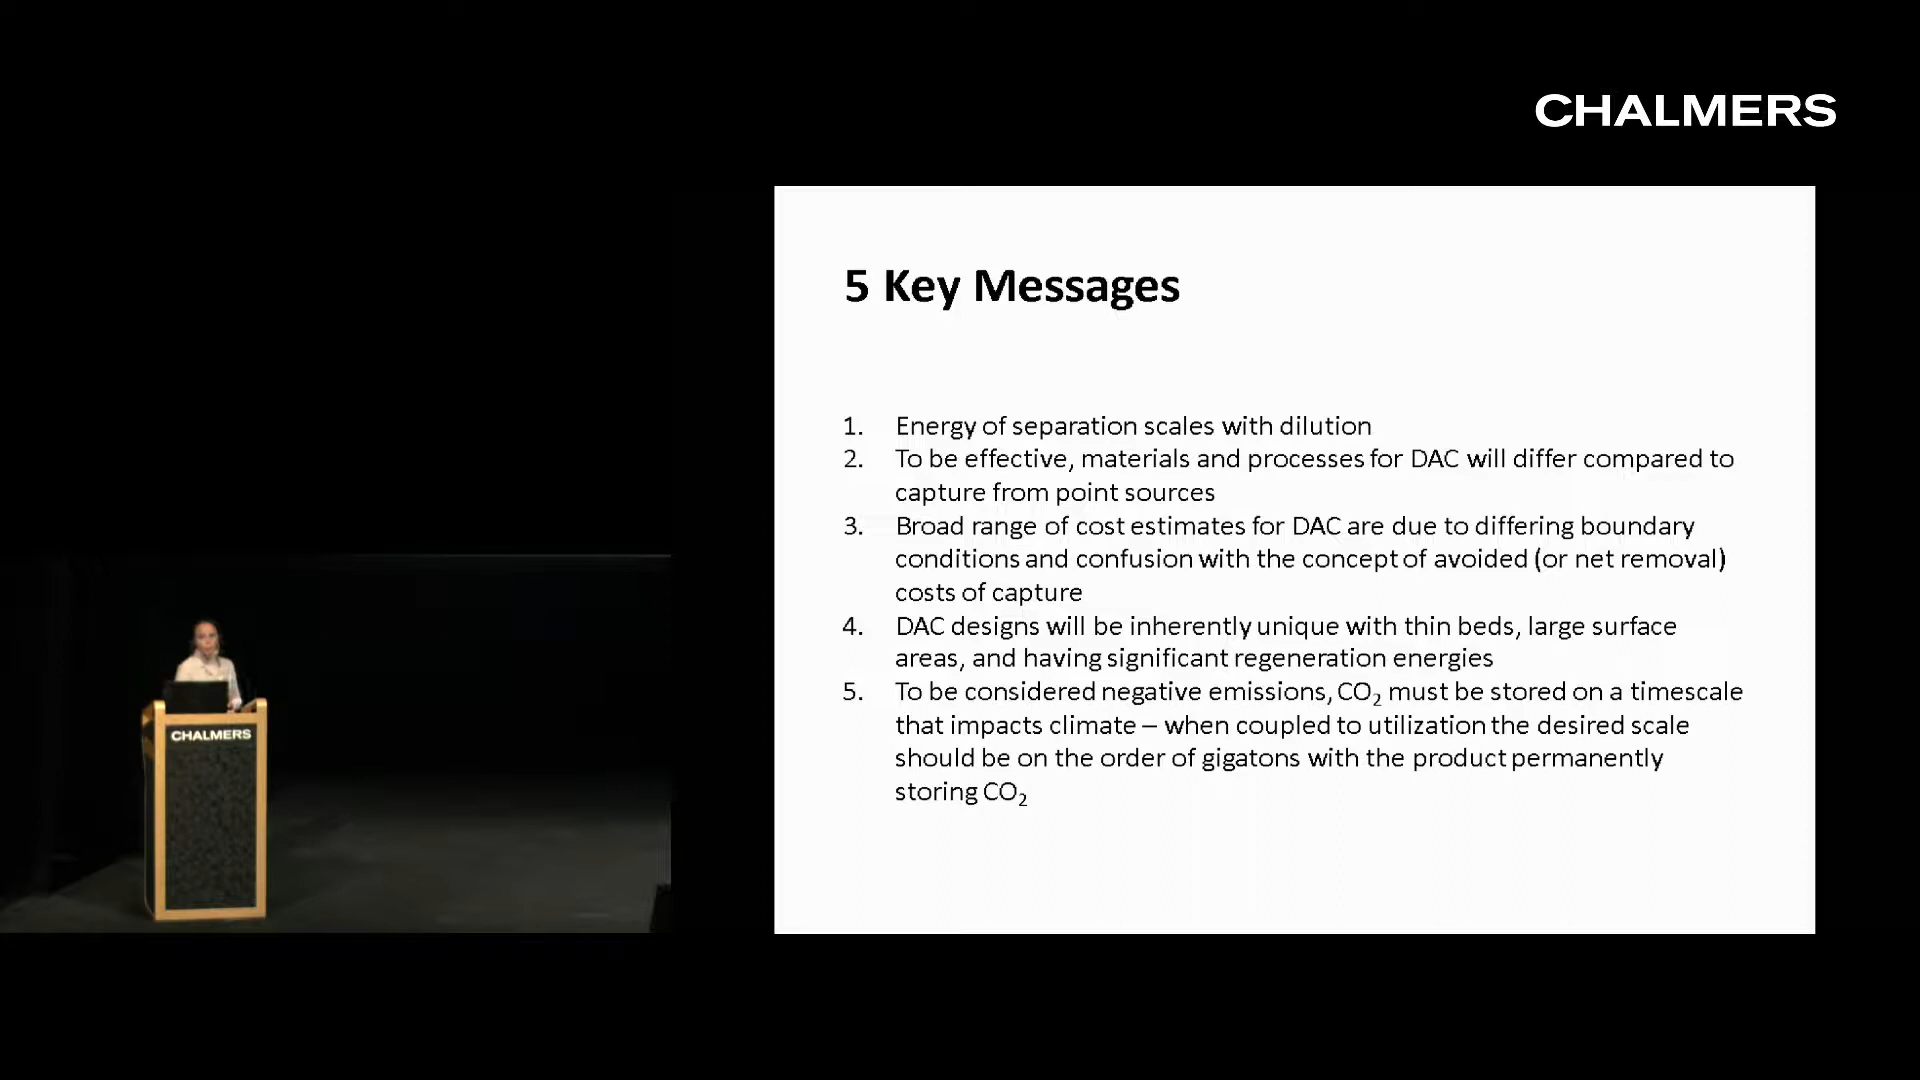 CHALMERS
5 Key Messages
1. Energy of separation scales with dilution
2. To be effective, materials and processes for DAC will differ compared to
capture from point sources
3. Broad range of cost estimates for DAC are due to differing boundary
conditions and confusion with the concept of avoided (or net removal)
costs of capture
4. DAC designs will be inherently unique with thin beds, large surface
areas, and having significant regeneration energies
5. To be considered negative emissions, CO₂ must be stored on a timescale
that impacts climate – when coupled to utilization the desired scale
should be on the order of gigatons with the product permanently
storing CO₂
CHALMERS